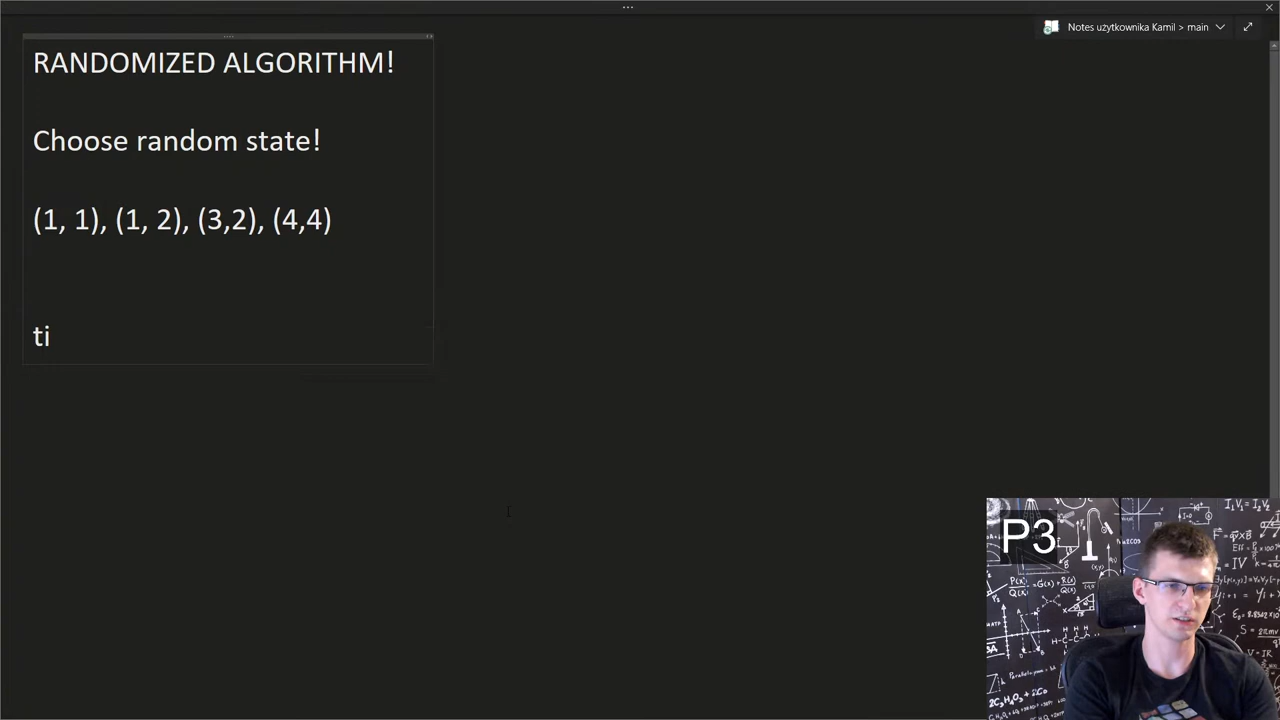 Notes użytkownika Kamil > main
RANDOMIZED ALGORITHM!
Choose random state!
(1, 1), (1, 2), (3,2), (4,4)
ti
P3